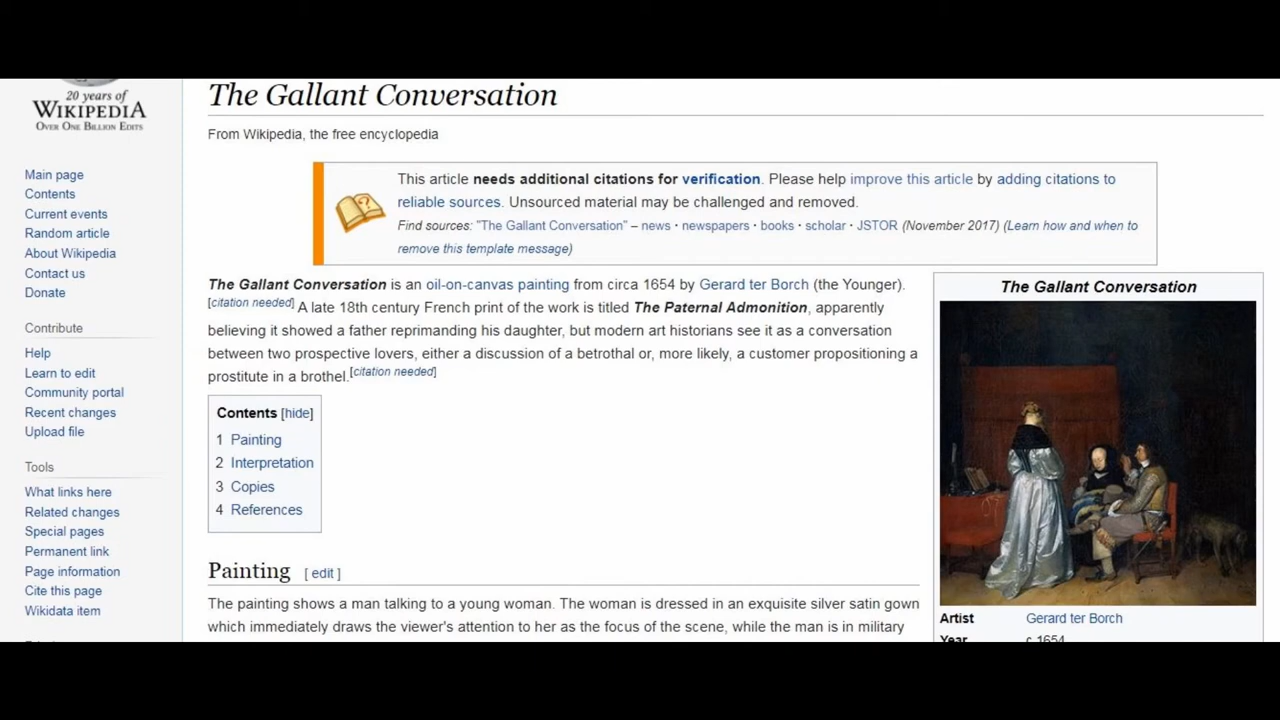 20 years of
WIKIPEDIA
OVER ONE BILLION EDITS
Main page
Contents
Current events
Random article
About Wikipedia
Contact us
Donate
Contribute
Help
Learn to edit
Community portal
Recent changes
Upload file
Tools
What links here
Related changes
Special pages
Permanent link
Page information
Cite this page
Wikidata item
The Gallant Conversation
From Wikipedia, the free encyclopedia
This article needs additional citations for verification. Please help improve this article by adding citations to
reliable sources. Unsourced material may be challenged and removed.
Find sources: "The Gallant Conversation" – news · newspapers · books · scholar · JSTOR (November 2017) (Learn how and when to
remove this template message)
The Gallant Conversation is an oil-on-canvas painting from circa 1654 by Gerard ter Borch (the Younger).
[citation needed] A late 18th century French print of the work is titled The Paternal Admonition, apparently
believing it showed a father reprimanding his daughter, but modern art historians see it as a conversation
between two prospective lovers, either a discussion of a betrothal or, more likely, a customer propositioning a
prostitute in a brothel.[citation needed]
Contents [hide]
1 Painting
2 Interpretation
3 Copies
4 References
Painting [ edit ]
The painting shows a man talking to a young woman. The woman is dressed in an exquisite silver satin gown
which immediately draws the viewer's attention to her as the focus of the scene, while the man is in military
The Gallant Conversation
Artist Gerard ter Borch
Year c.1654